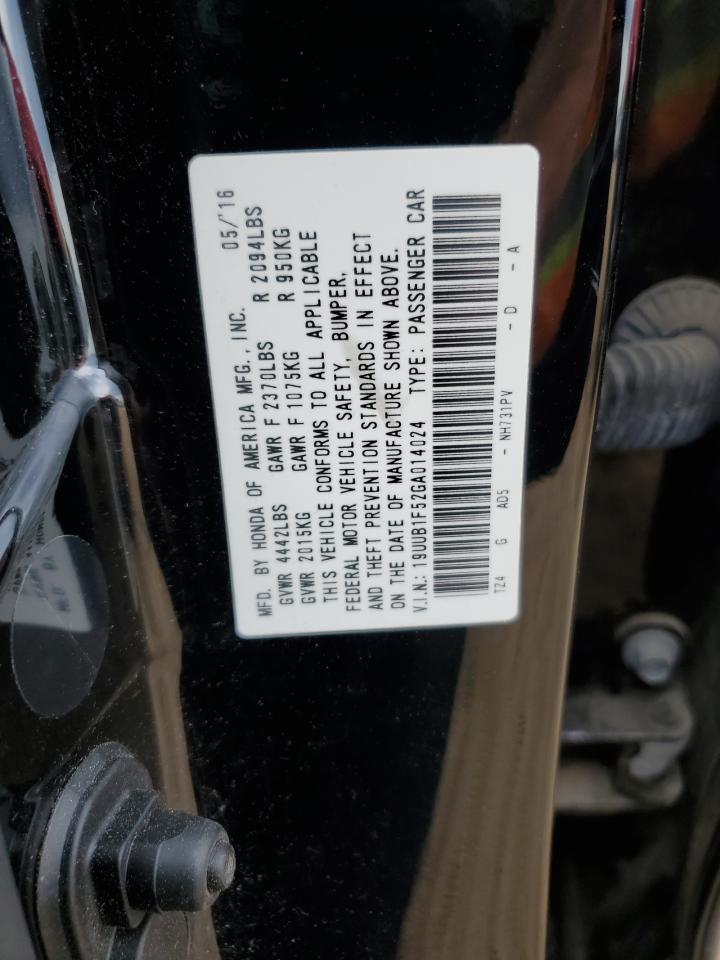 MFD. BY HONDA OF AMERICA MFG., INC. 05/'16
GVWR 4442LBS GAWR F 2370LBS R 2094LBS
GVWR 2015KG GAWR F 1075KG R 950KG
THIS VEHICLE CONFORMS TO ALL APPLICABLE
FEDERAL MOTOR VEHICLE SAFETY, BUMPER,
AND THEFT PREVENTION STANDARDS IN EFFECT
ON THE DATE OF MANUFACTURE SHOWN ABOVE.
V.I.N.: 19UUB1F52GA014024 TYPE: PASSENGER CAR
TZ4 G AD5 - NH731PV - D - A